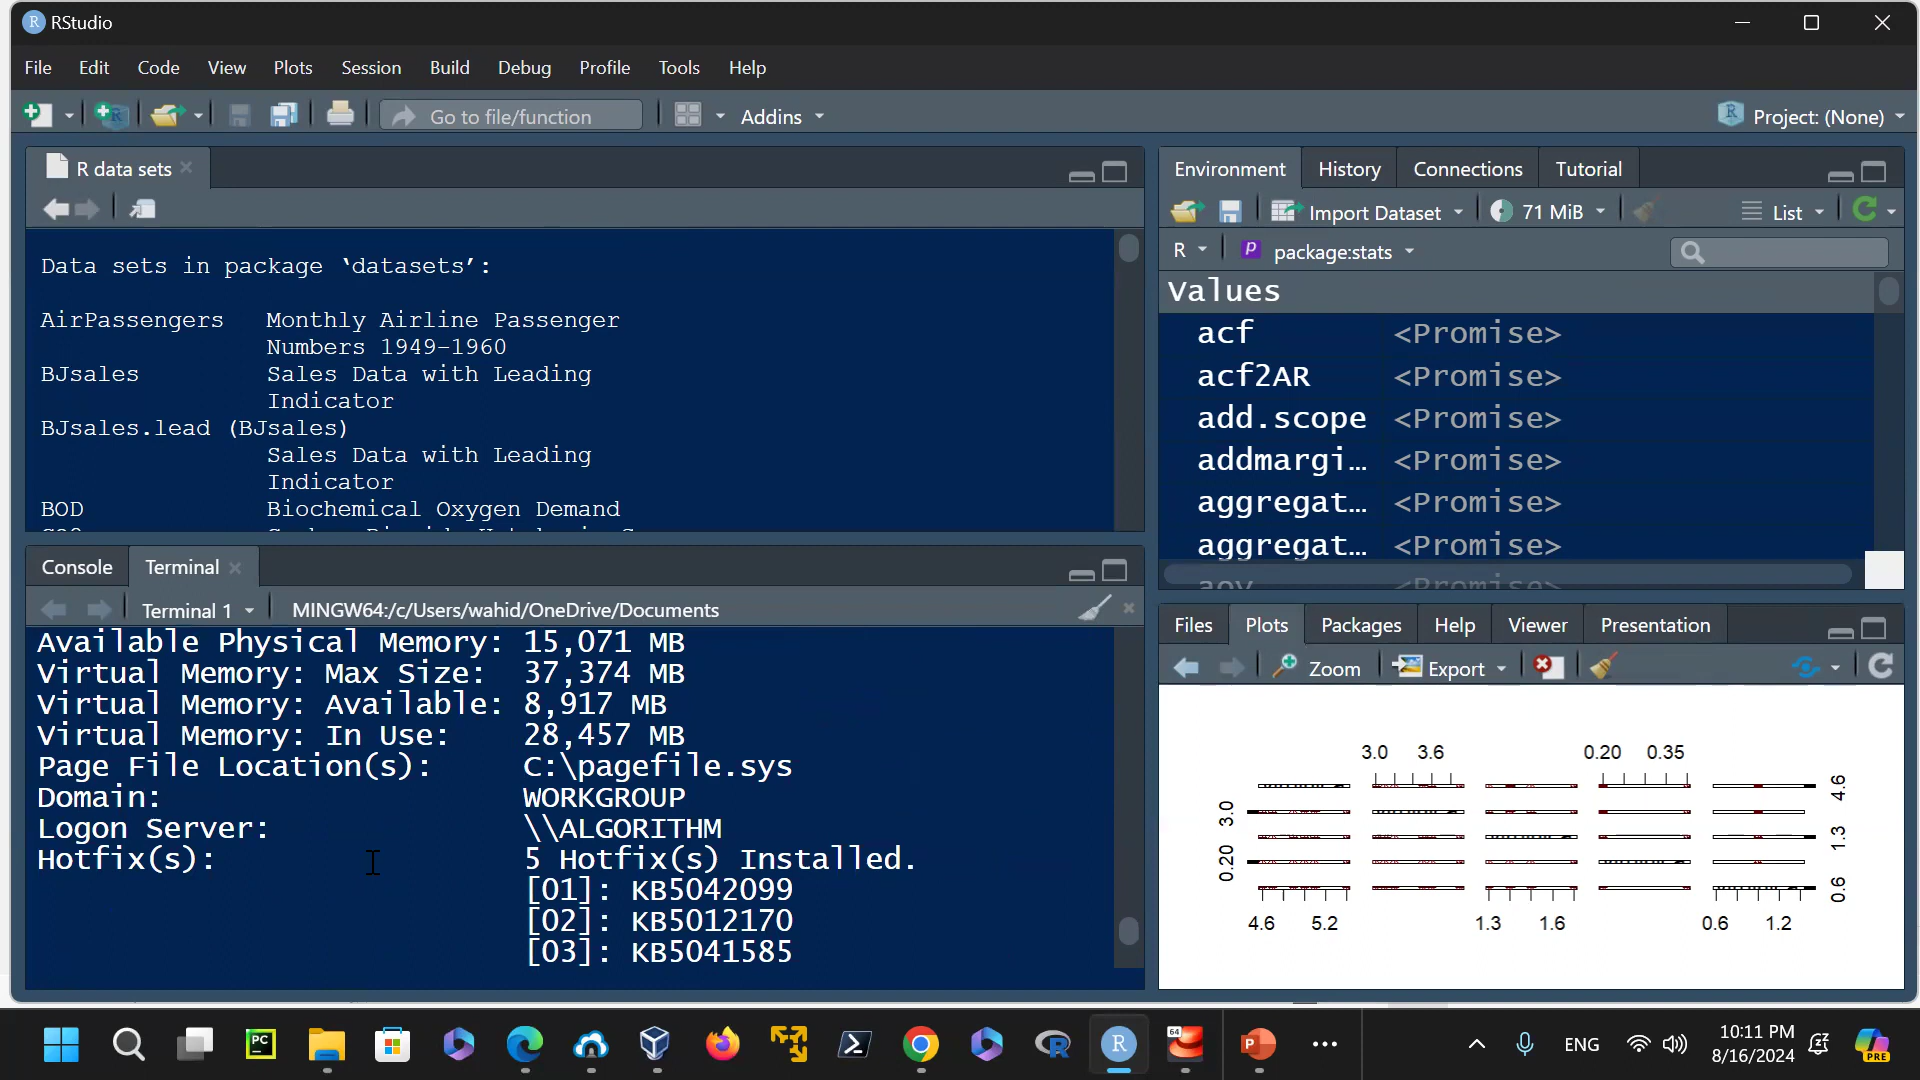 RStudio
File Edit Code View Plots Session Build Debug Profile Tools Help
Go to file/function Addins Project: (None)
R data sets
Data sets in package ‘datasets’:
AirPassengers Monthly Airline Passenger
Numbers 1949-1960
BJsales Sales Data with Leading
Indicator
BJsales.lead (BJsales)
Sales Data with Leading
Indicator
BOD Biochemical Oxygen Demand
Console Terminal
Terminal 1 MINGW64:/c/Users/wahid/OneDrive/Documents
Available Physical Memory: 15,071 MB
Virtual Memory: Max Size: 37,374 MB
Virtual Memory: Available: 8,917 MB
Virtual Memory: In Use: 28,457 MB
Page File Location(s): C:\pagefile.sys
Domain: WORKGROUP
Logon Server: \\ALGORITHM
Hotfix(s): 5 Hotfix(s) Installed.
[01]: KB5042099
[02]: KB5012170
[03]: KB5041585
Environment History Connections Tutorial
Import Dataset 71 MiB List
R package:stats
Values
acf <Promise>
acf2AR <Promise>
add.scope <Promise>
addmargi… <Promise>
aggregat… <Promise>
aggregat… <Promise>
aov <Promise>
Files Plots Packages Help Viewer Presentation
Zoom Export
3.0 3.6 0.20 0.35
3.0
0.20
4.6
1.3
0.6
4.6 5.2 1.3 1.6 0.6 1.2
PC
64
ENG
10:11 PM
8/16/2024
PRE